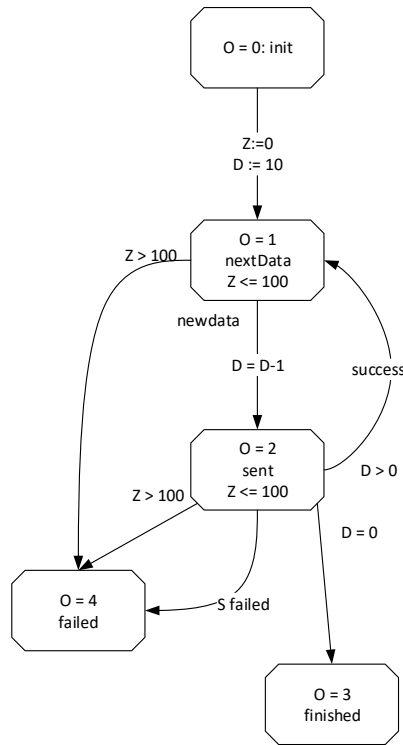 O = 0: init
Z:=0
D := 10
O = 1
nextData
Z <= 100
Z > 100
newdata
D = D-1
success
O = 2
sent
Z <= 100
D > 0
Z > 100
D = 0
S failed
O = 4
failed
O = 3
finished